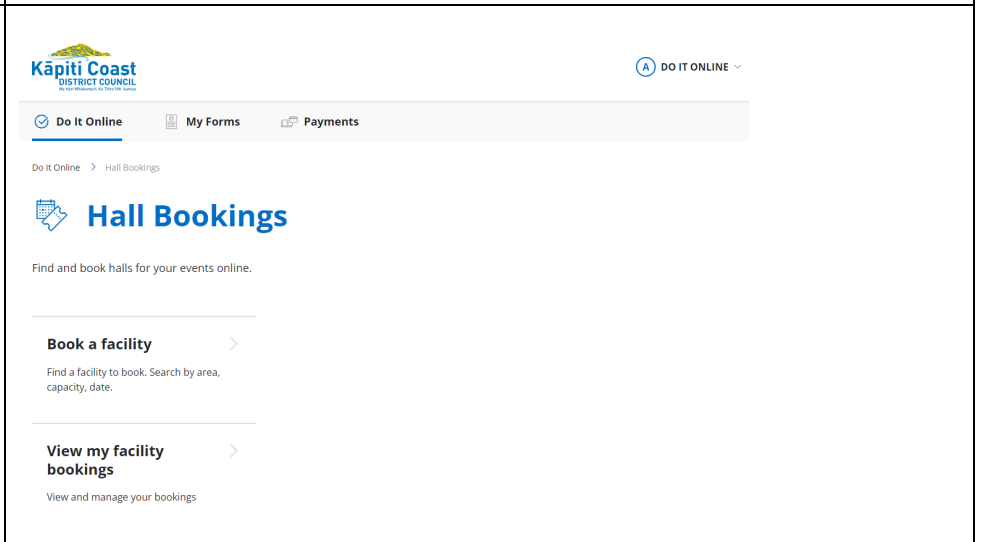 Kāpiti Coast
DISTRICT COUNCIL
A DO IT ONLINE
Do It Online
My Forms
Payments
Do It Online > Hall Bookings
Hall Bookings
Find and book halls for your events online.
Book a facility
Find a facility to book. Search by area,
capacity, date.
View my facility
bookings
View and manage your bookings